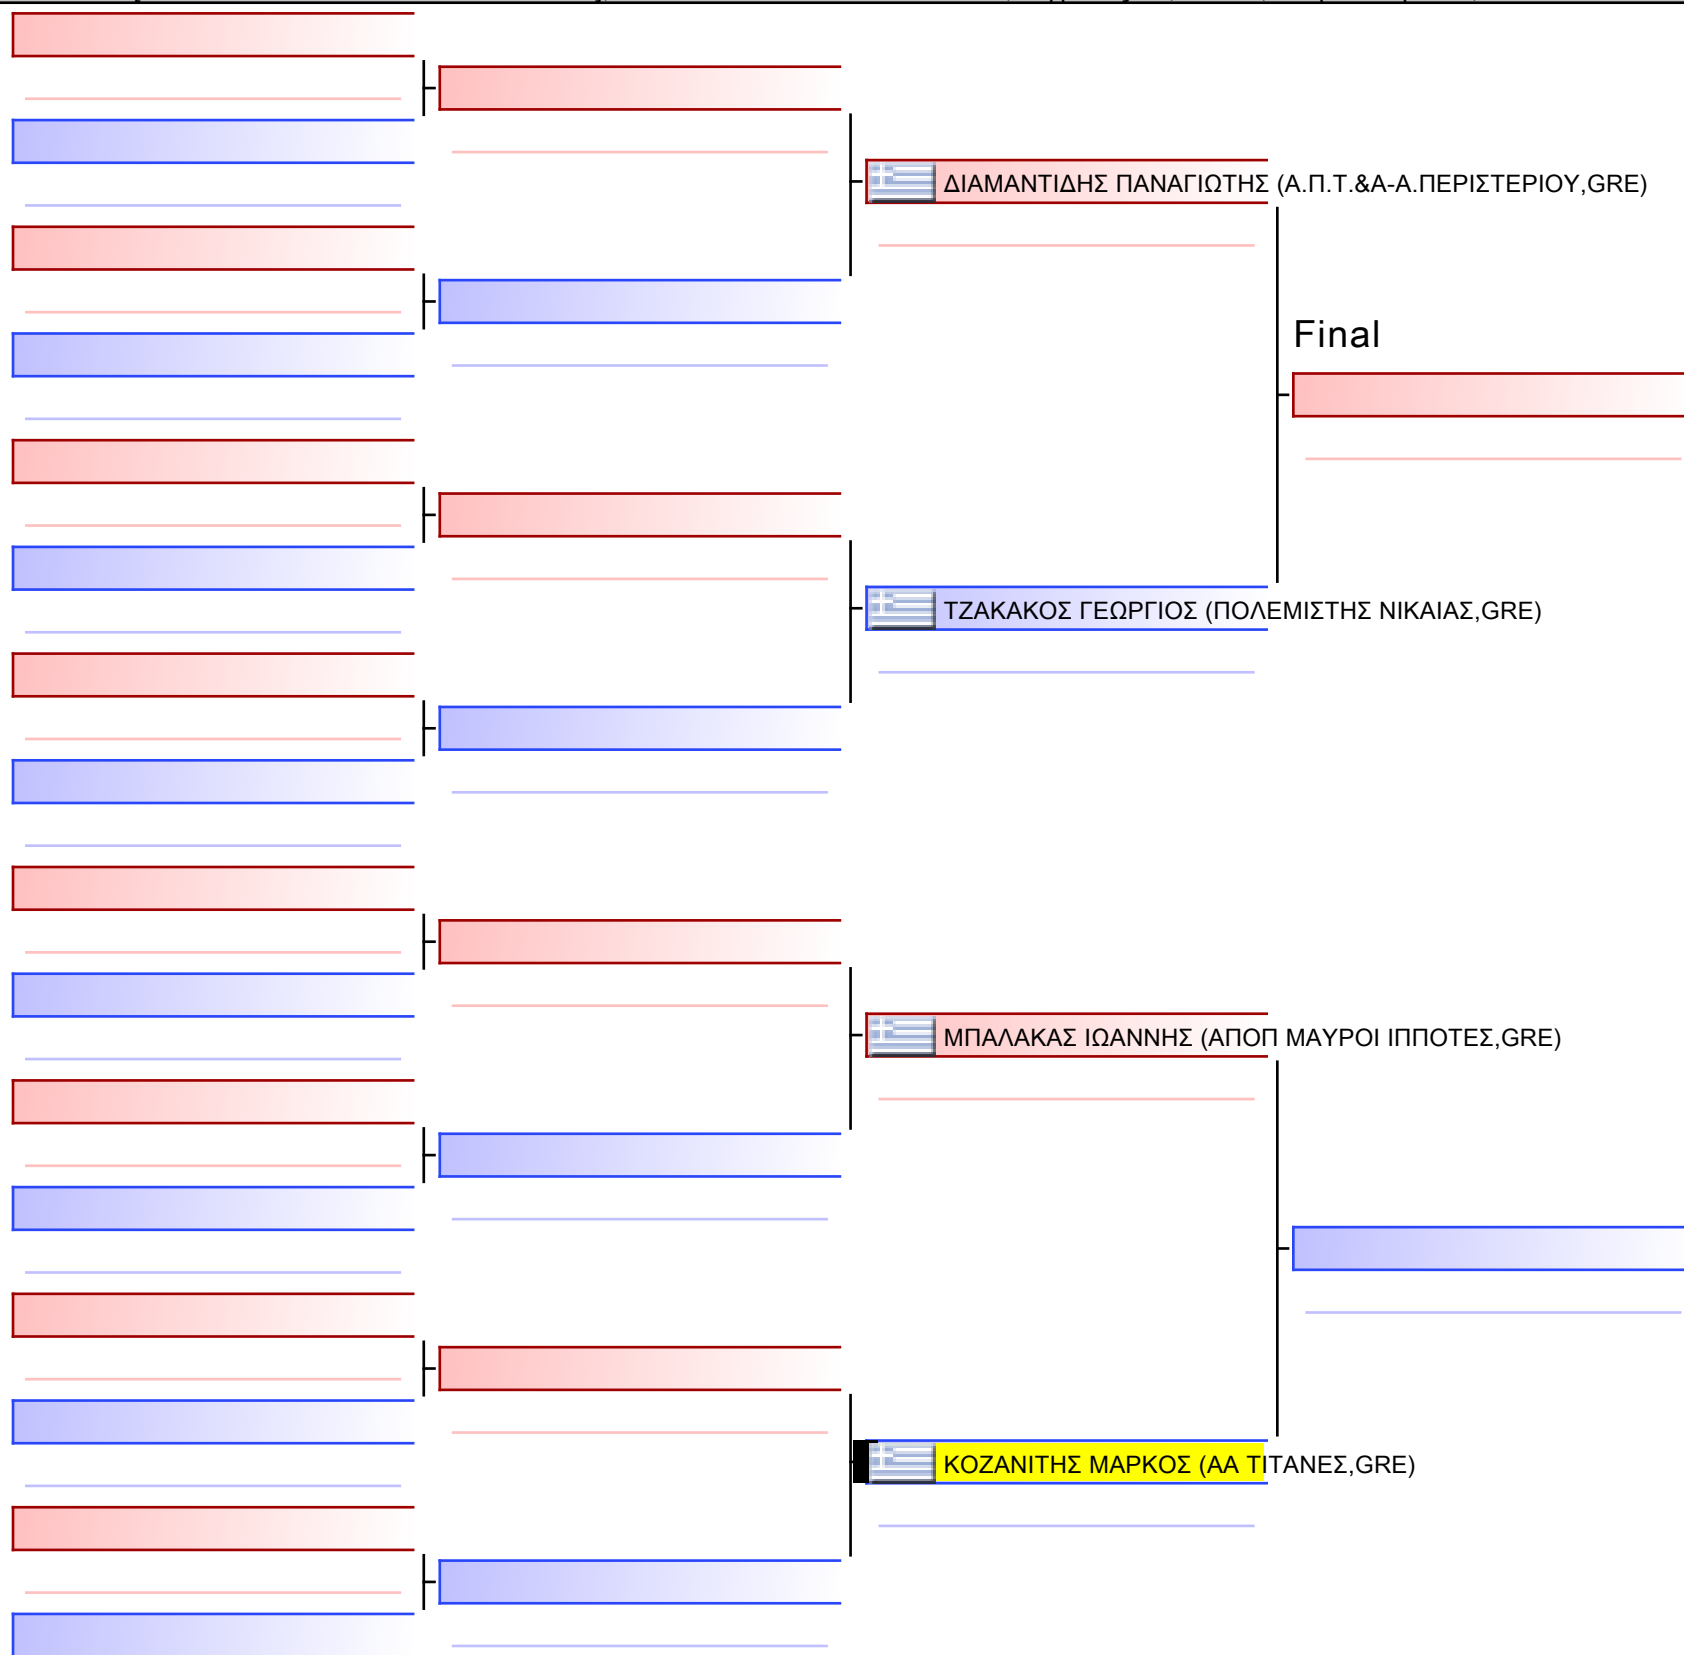 ΔΙΑΜΑΝΤΙΔΗΣ ΠΑΝΑΓΙΩΤΗΣ (Α.Π.Τ.&Α-Α.ΠΕΡΙΣΤΕΡΙΟΥ,GRE)
Final
ΤΖΑΚΑΚΟΣ ΓΕΩΡΓΙΟΣ (ΠΟΛΕΜΙΣΤΗΣ ΝΙΚΑΙΑΣ,GRE)
ΜΠΑΛΑΚΑΣ ΙΩΑΝΝΗΣ (ΑΠΟΠ ΜΑΥΡΟΙ ΙΠΠΟΤΕΣ,GRE)
ΚΟΖΑΝΙΤΗΣ ΜΑΡΚΟΣ (ΑΑ ΤΙΤΑΝΕΣ,GRE)